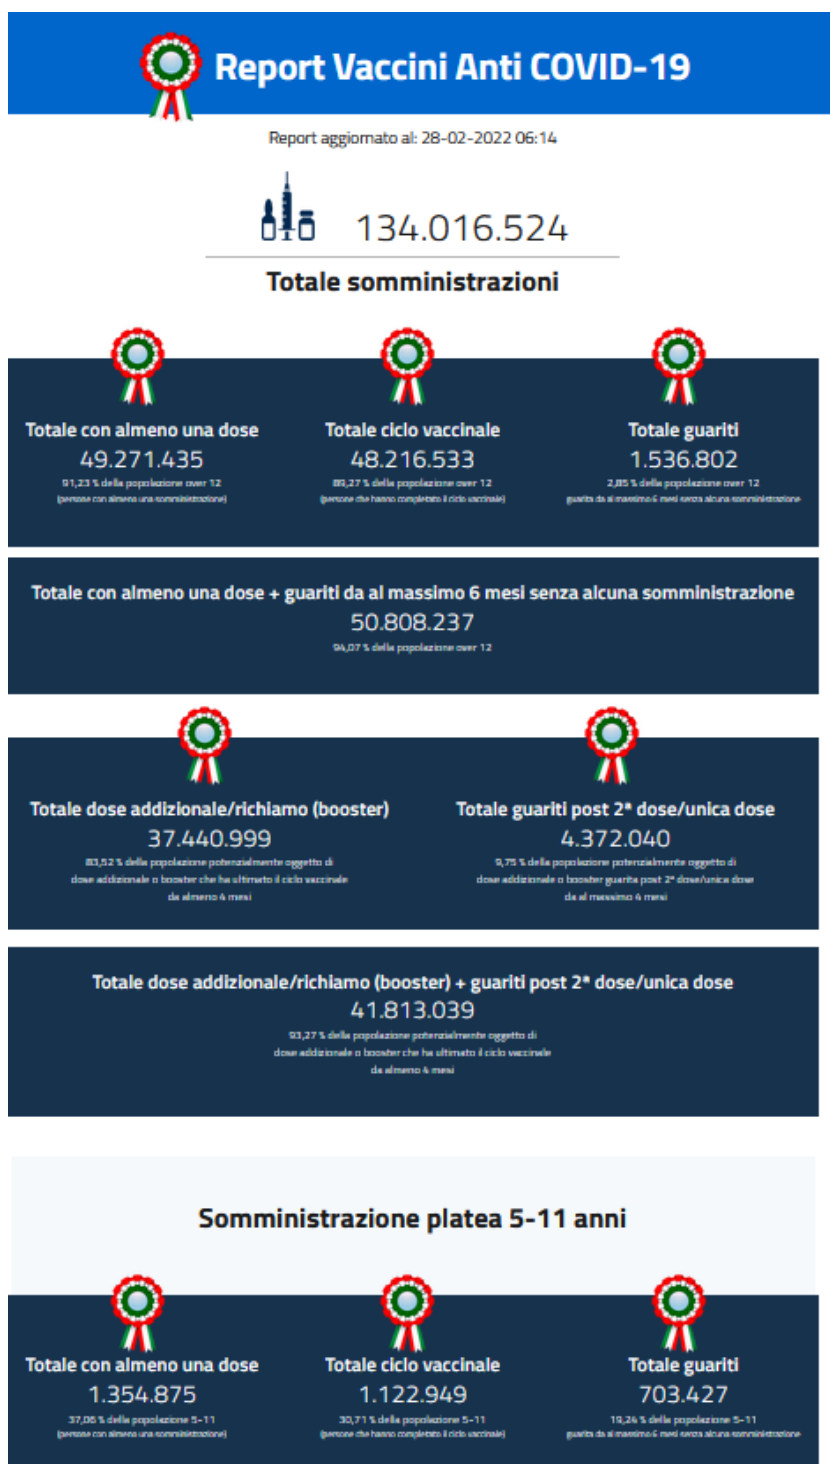 Report Vaccini Anti COVID-19
Report aggiornato al: 28-02-2022 06:14
134.016.524
Totale somministrazioni
Totale con almeno una dose
49.271.435
91,23 % della popolazione over 12
(persone con almeno una somministrazione)
Totale ciclo vaccinale
48.216.533
89,27 % della popolazione over 12
(persone che hanno completato il ciclo vaccinale)
Totale guariti
1.536.802
2,85 % della popolazione over 12
guarita da al massimo 6 mesi senza alcuna somministrazione
Totale con almeno una dose + guariti da al massimo 6 mesi senza alcuna somministrazione
50.808.237
94,07 % della popolazione over 12
Totale dose addizionale/richiamo (booster)
37.440.999
83,52 % della popolazione potenzialmente oggetto di
dose addizionale o booster che ha ultimato il ciclo vaccinale
da almeno 4 mesi
Totale guariti post 2ª dose/unica dose
4.372.040
9,75 % della popolazione potenzialmente oggetto di
dose addizionale o booster guarita post 2ª dose/unica dose
da al massimo 4 mesi
Totale dose addizionale/richiamo (booster) + guariti post 2ª dose/unica dose
41.813.039
93,27 % della popolazione potenzialmente oggetto di
dose addizionale o booster che ha ultimato il ciclo vaccinale
da almeno 4 mesi
Somministrazione platea 5-11 anni
Totale con almeno una dose
1.354.875
37,06 % della popolazione 5-11
(persone con almeno una somministrazione)
Totale ciclo vaccinale
1.122.949
30,71 % della popolazione 5-11
(persone che hanno completato il ciclo vaccinale)
Totale guariti
703.427
19,24 % della popolazione 5-11
guarita da al massimo 6 mesi senza alcuna somministrazione